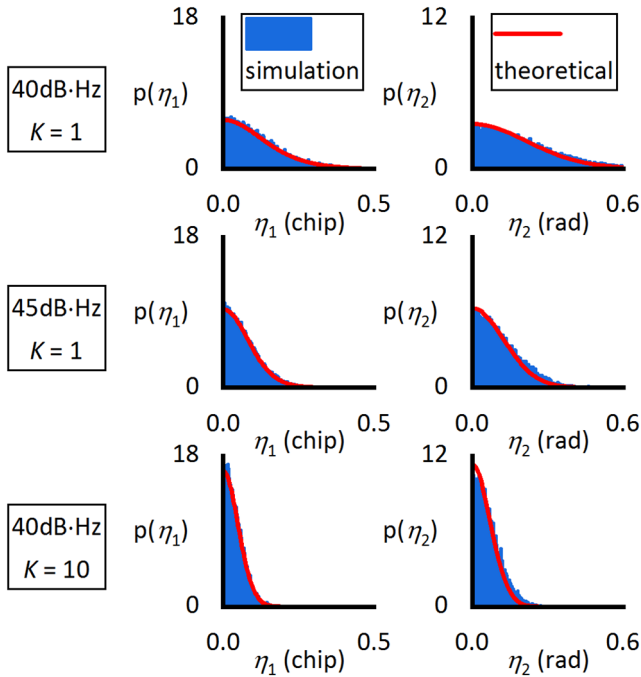 18
12
simulation
theoretical
40dB·Hz
K = 1
p(η₁)
p(η₂)
0
0
0.0
0.5
0.0
0.6
η₁ (chip)
η₂ (rad)
18
12
45dB·Hz
K = 1
p(η₁)
p(η₂)
0
0
0.0
0.5
0.0
0.6
η₁ (chip)
η₂ (rad)
18
12
40dB·Hz
K = 10
p(η₁)
p(η₂)
0
0
0.0
0.5
0.0
0.6
η₁ (chip)
η₂ (rad)